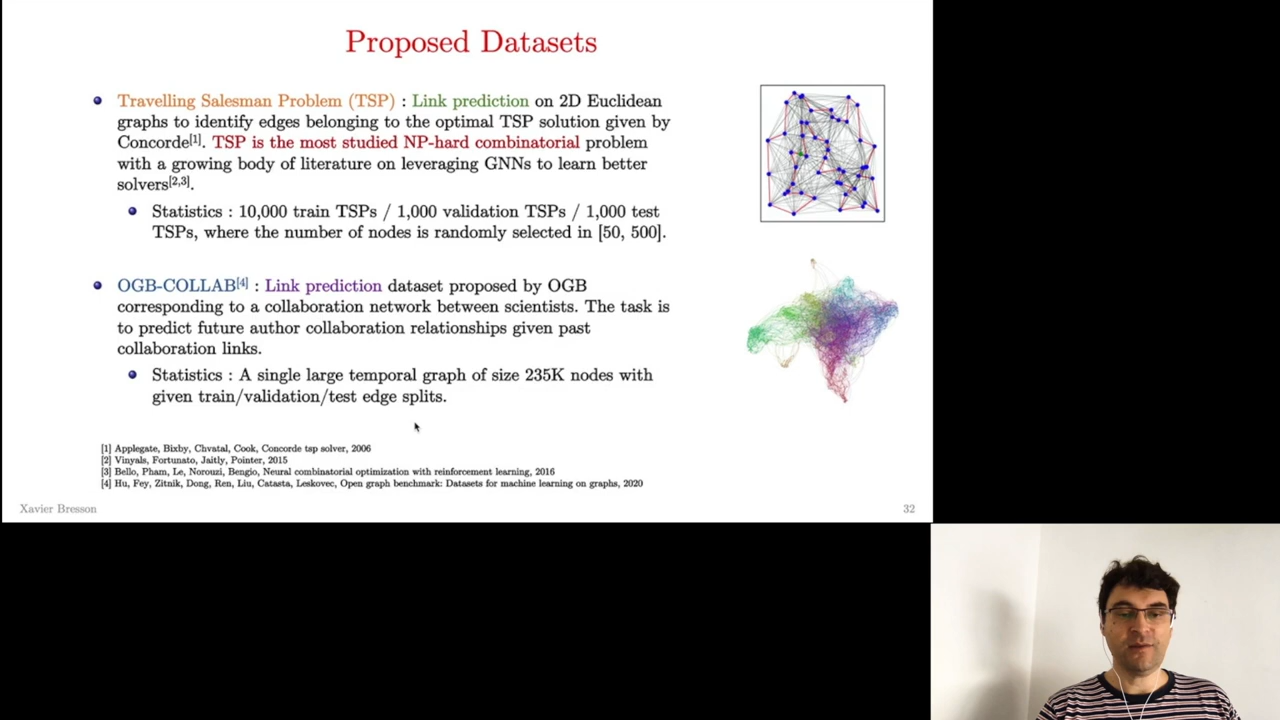 Proposed Datasets
Travelling Salesman Problem (TSP) : Link prediction on 2D Euclidean
graphs to identify edges belonging to the optimal TSP solution given by
Concorde[1]. TSP is the most studied NP-hard combinatorial problem
with a growing body of literature on leveraging GNNs to learn better
solvers[2,3].
Statistics : 10,000 train TSPs / 1,000 validation TSPs / 1,000 test
TSPs, where the number of nodes is randomly selected in [50, 500].
OGB-COLLAB[4] : Link prediction dataset proposed by OGB
corresponding to a collaboration network between scientists. The task is
to predict future author collaboration relationships given past
collaboration links.
Statistics : A single large temporal graph of size 235K nodes with
given train/validation/test edge splits.
[1] Applegate, Bixby, Chvatal, Cook, Concorde tsp solver, 2006
[2] Vinyals, Fortunato, Jaitly, Pointer, 2015
[3] Bello, Pham, Le, Norouzi, Bengio, Neural combinatorial optimization with reinforcement learning, 2016
[4] Hu, Fey, Zitnik, Dong, Ren, Liu, Catasta, Leskovec, Open graph benchmark: Datasets for machine learning on graphs, 2020
Xavier Bresson
32